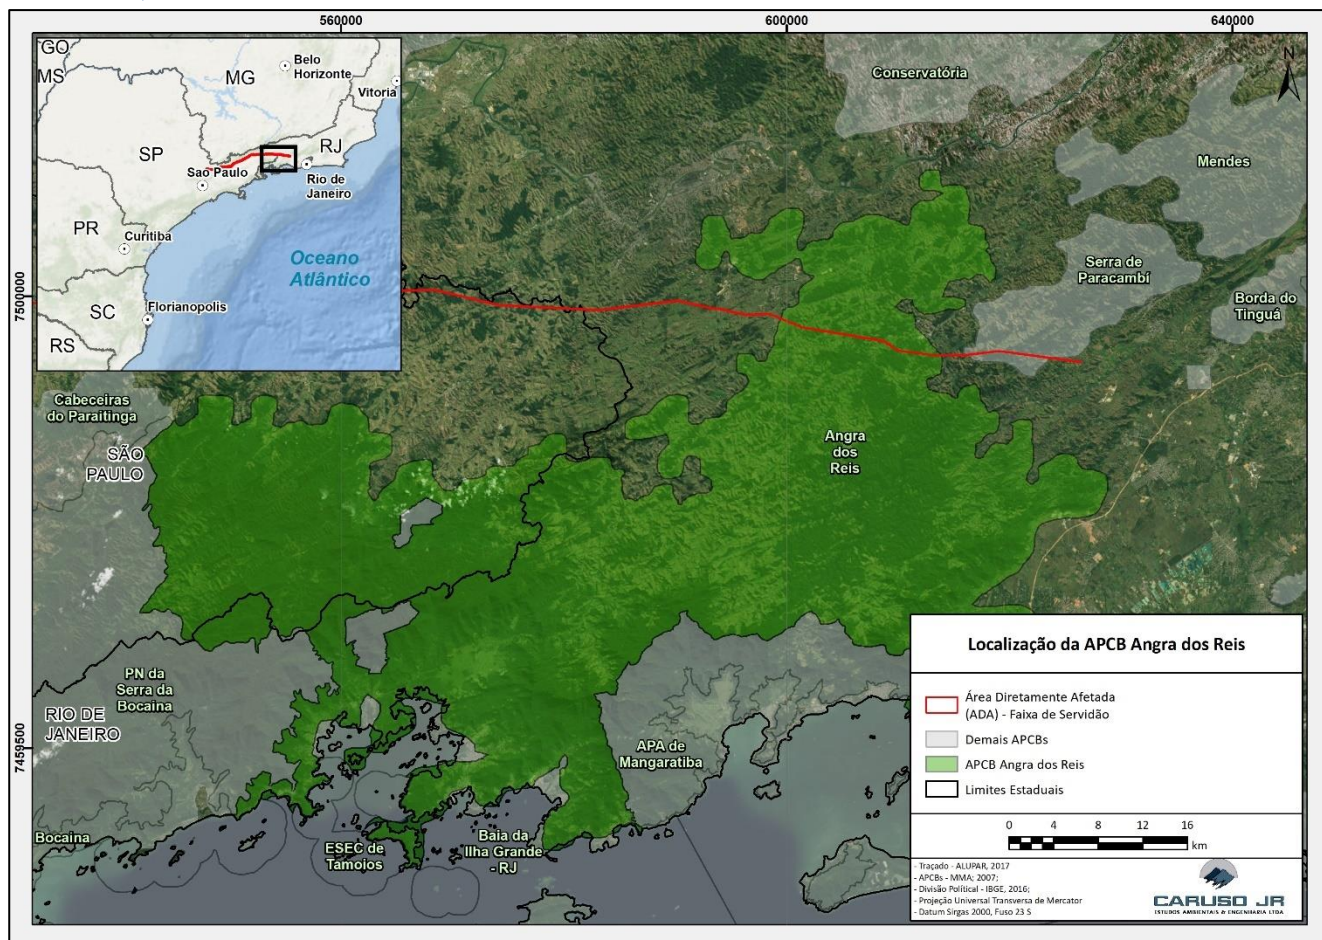 560000
600000
640000
7500000
7459500
GO
MS
MG
Belo
Horizonte
Vitoria
SP
RJ
Sao Paulo
Rio de
Janeiro
PR
Curitiba
Oceano
Atlântico
SC
Florianopolis
RS
N
Conservatória
Mendes
Serra de
Paracambí
Borda do
Tinguâ
Cabeceiras
do Paraitinga
SÃO
PAULO
Angra
dos
Reis
PN da
Serra da
Bocaina
RIO DE
JANEIRO
APA de
Mangaratiba
Bocaina
ESEC de
Tamoios
Baia da
Ilha Grande
- RJ
Localização da APCB Angra dos Reis
Área Diretamente Afetada
(ADA) - Faixa de Servidão
Demais APCBs
APCB Angra dos Reis
Limites Estaduais
0 4 8 12 16
km
- Traçado - ALUPAR, 2017
- APCBs - MMA; 2007;
- Divisão Polítical - IBGE, 2016;
- Projeção Universal Transversa de Mercator
- Datum Sirgas 2000, Fuso 23 S
CARUSO JR
ESTUDOS AMBIENTAIS & ENGENHARIA LTDA